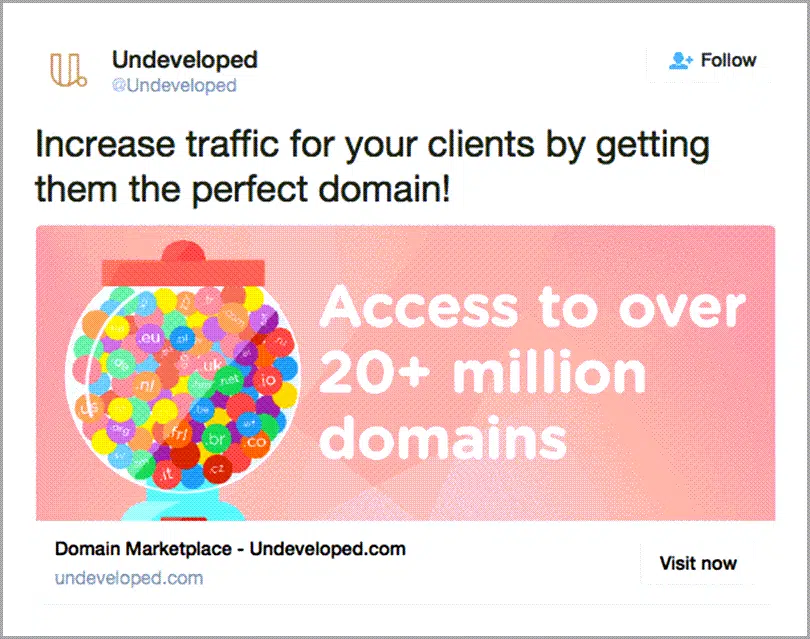 Undeveloped
@Undeveloped
Follow
Increase traffic for your clients by getting
them the perfect domain!
Access to over
20+ million
domains
.eu
.nl
.uk
.net
.io
us
.org
.frl
.br
.co
.it
.cz
Domain Marketplace - Undeveloped.com
undeveloped.com
Visit now